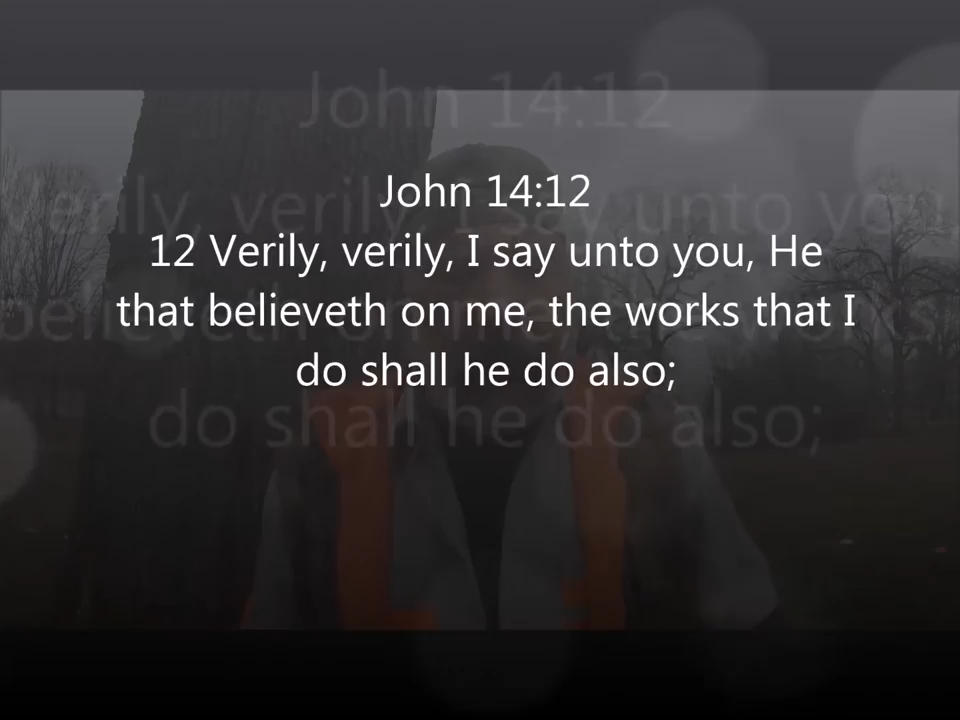 John 14:12
12 Verily, verily, I say unto you, He
that believeth on me, the works that I
do shall he do also;